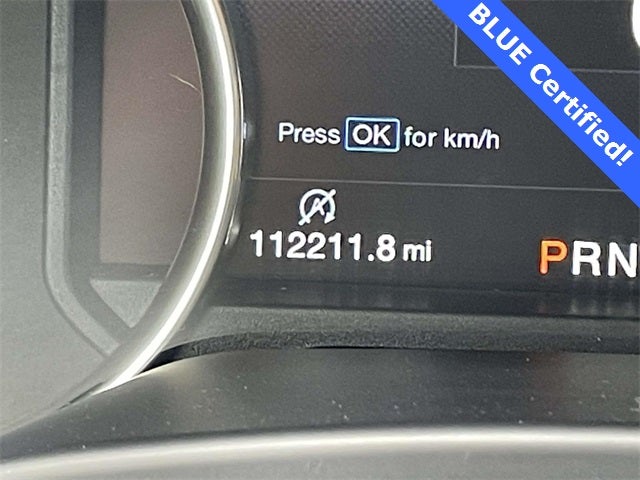 BLUE Certified!
Press OK for km/h
112211.8 mi
PRN